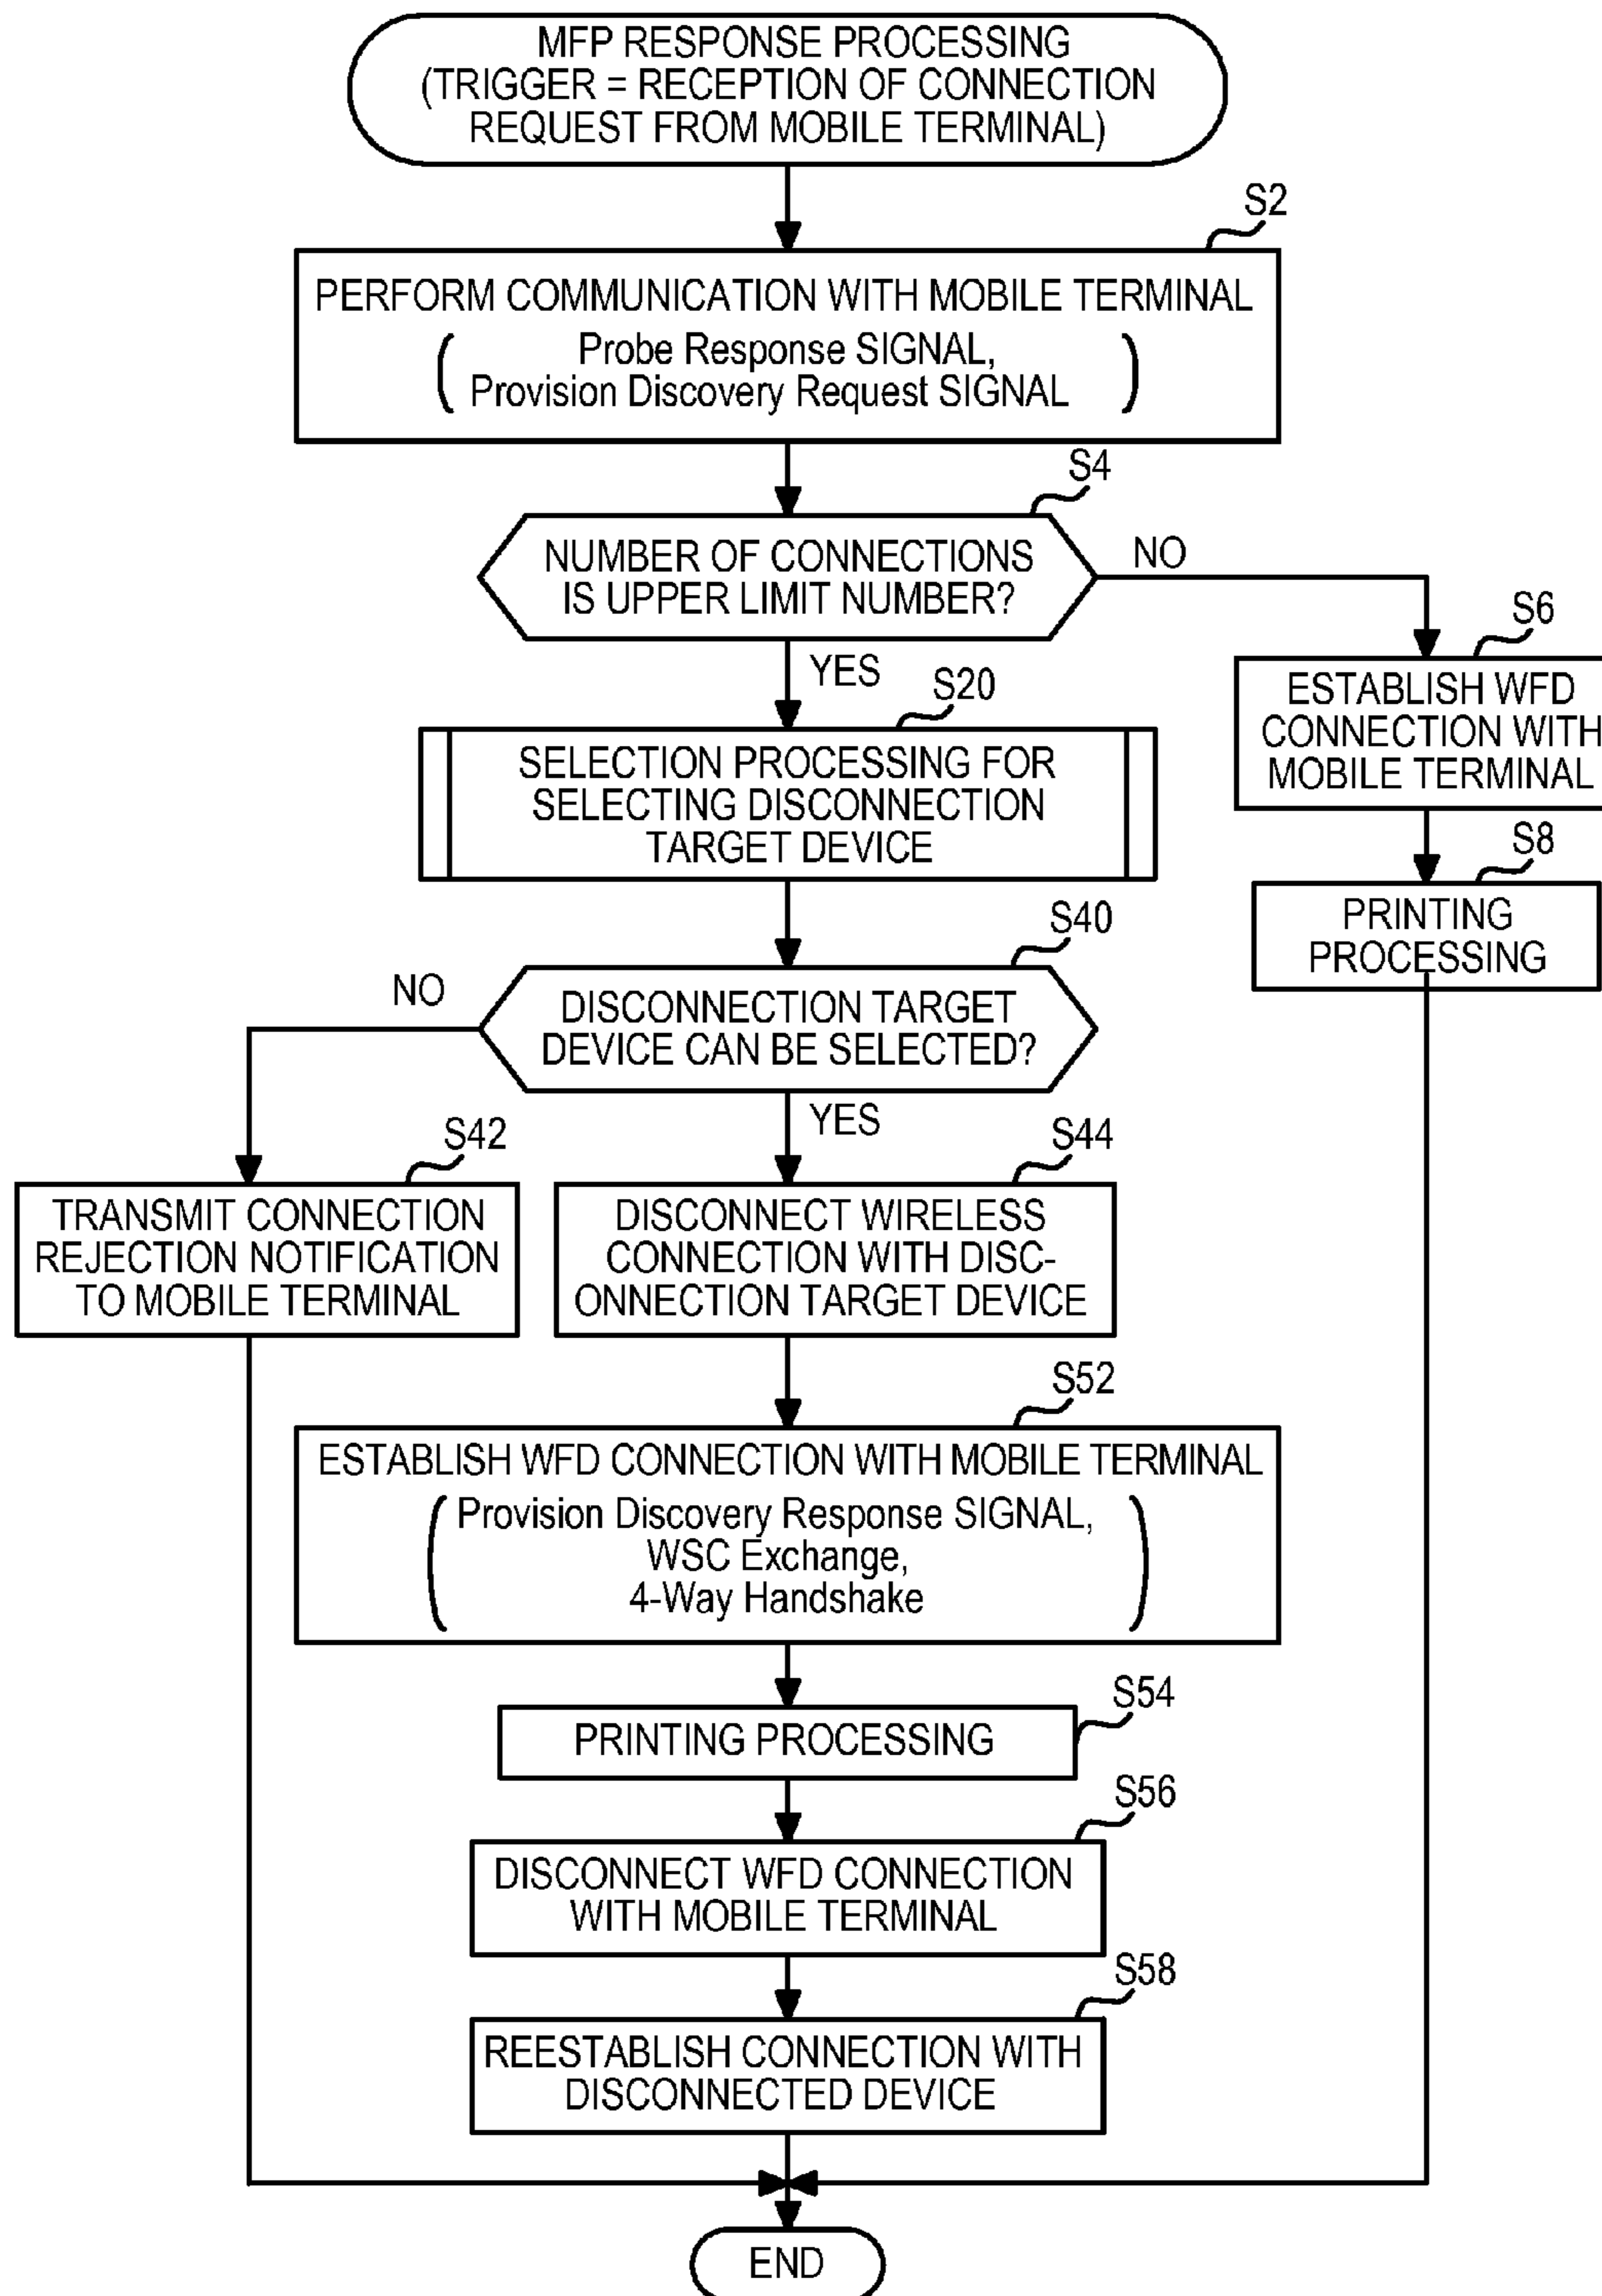 MFP RESPONSE PROCESSING
(TRIGGER = RECEPTION OF CONNECTION
REQUEST FROM MOBILE TERMINAL)
S2
PERFORM COMMUNICATION WITH MOBILE TERMINAL
( Probe Response SIGNAL,
Provision Discovery Request SIGNAL )
S4
NUMBER OF CONNECTIONS
IS UPPER LIMIT NUMBER?
NO
YES
S6
ESTABLISH WFD
CONNECTION WITH
MOBILE TERMINAL
S8
PRINTING
PROCESSING
S20
SELECTION PROCESSING FOR
SELECTING DISCONNECTION
TARGET DEVICE
S40
DISCONNECTION TARGET
DEVICE CAN BE SELECTED?
NO
YES
S42
TRANSMIT CONNECTION
REJECTION NOTIFICATION
TO MOBILE TERMINAL
S44
DISCONNECT WIRELESS
CONNECTION WITH DISC-
ONNECTION TARGET DEVICE
S52
ESTABLISH WFD CONNECTION WITH MOBILE TERMINAL
( Provision Discovery Response SIGNAL,
WSC Exchange,
4-Way Handshake )
S54
PRINTING PROCESSING
S56
DISCONNECT WFD CONNECTION
WITH MOBILE TERMINAL
S58
REESTABLISH CONNECTION WITH
DISCONNECTED DEVICE
END